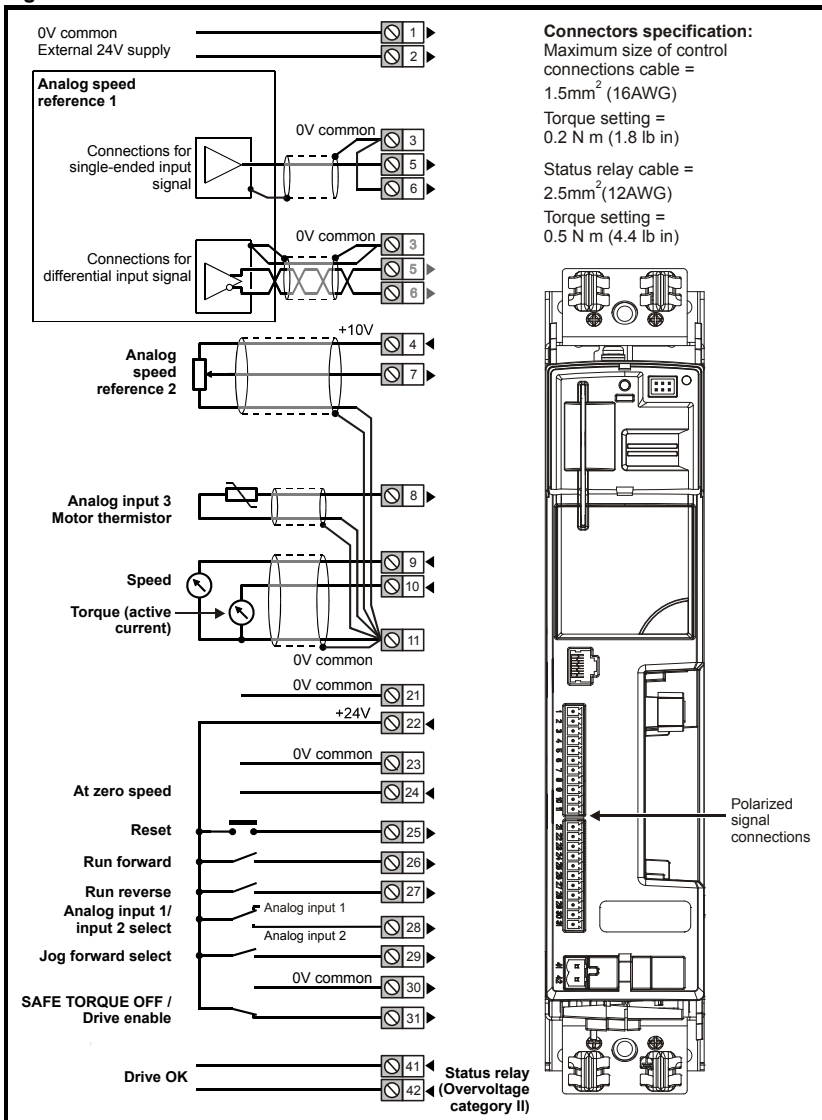 0V common
External 24V supply
1
2
Analog speed
reference 1
Connections for
single-ended input
signal
0V common
3
5
6
Connections for
differential input signal
0V common
3
5
6
+10V
4
7
Analog
speed
reference 2
8
Analog input 3
Motor thermistor
9
10
Speed
Torque (active
current)
11
0V common
0V common
21
+24V
22
0V common
23
At zero speed
24
Reset
25
Run forward
26
Run reverse
27
Analog input 1/
input 2 select
Analog input 1
Analog input 2
28
Jog forward select
29
0V common
30
SAFE TORQUE OFF /
Drive enable
31
Drive OK
41
42
Status relay
(Overvoltage
category II)
Connectors specification:
Maximum size of control
connections cable =
1.5mm2 (16AWG)
Torque setting =
0.2 N m (1.8 lb in)
Status relay cable =
2.5mm2(12AWG)
Torque setting =
0.5 N m (4.4 lb in)
Polarized
signal
connections
41
42